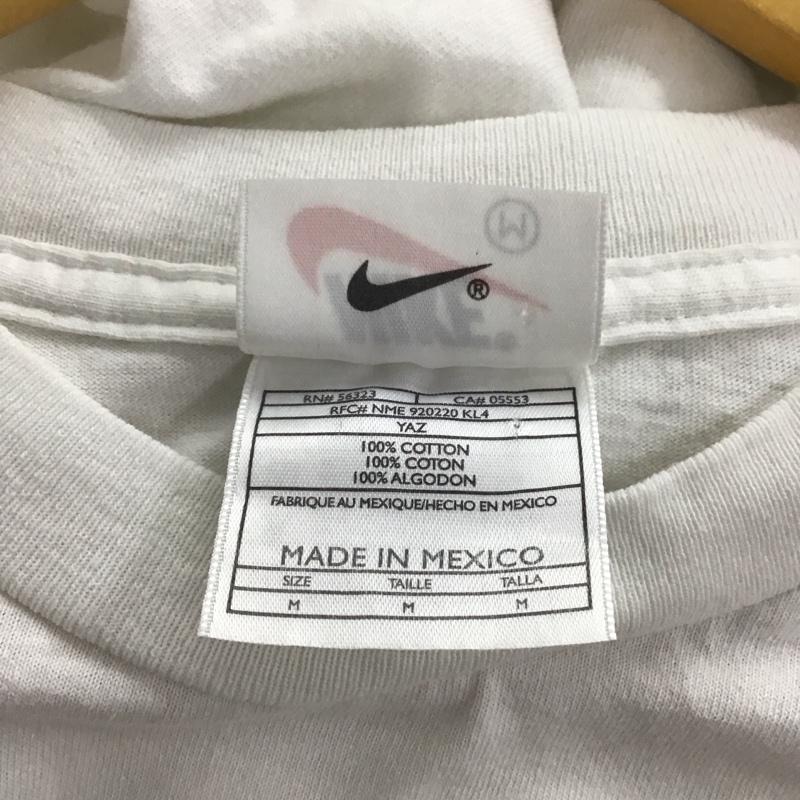 M
NIKE.
®
RN# 56323 CA# 05553
RFC# NME 920220 KL4
YAZ
100% COTTON
100% COTON
100% ALGODON
FABRIQUE AU MEXIQUE/HECHO EN MEXICO
MADE IN MEXICO
SIZE TAILLE TALLA
M M M